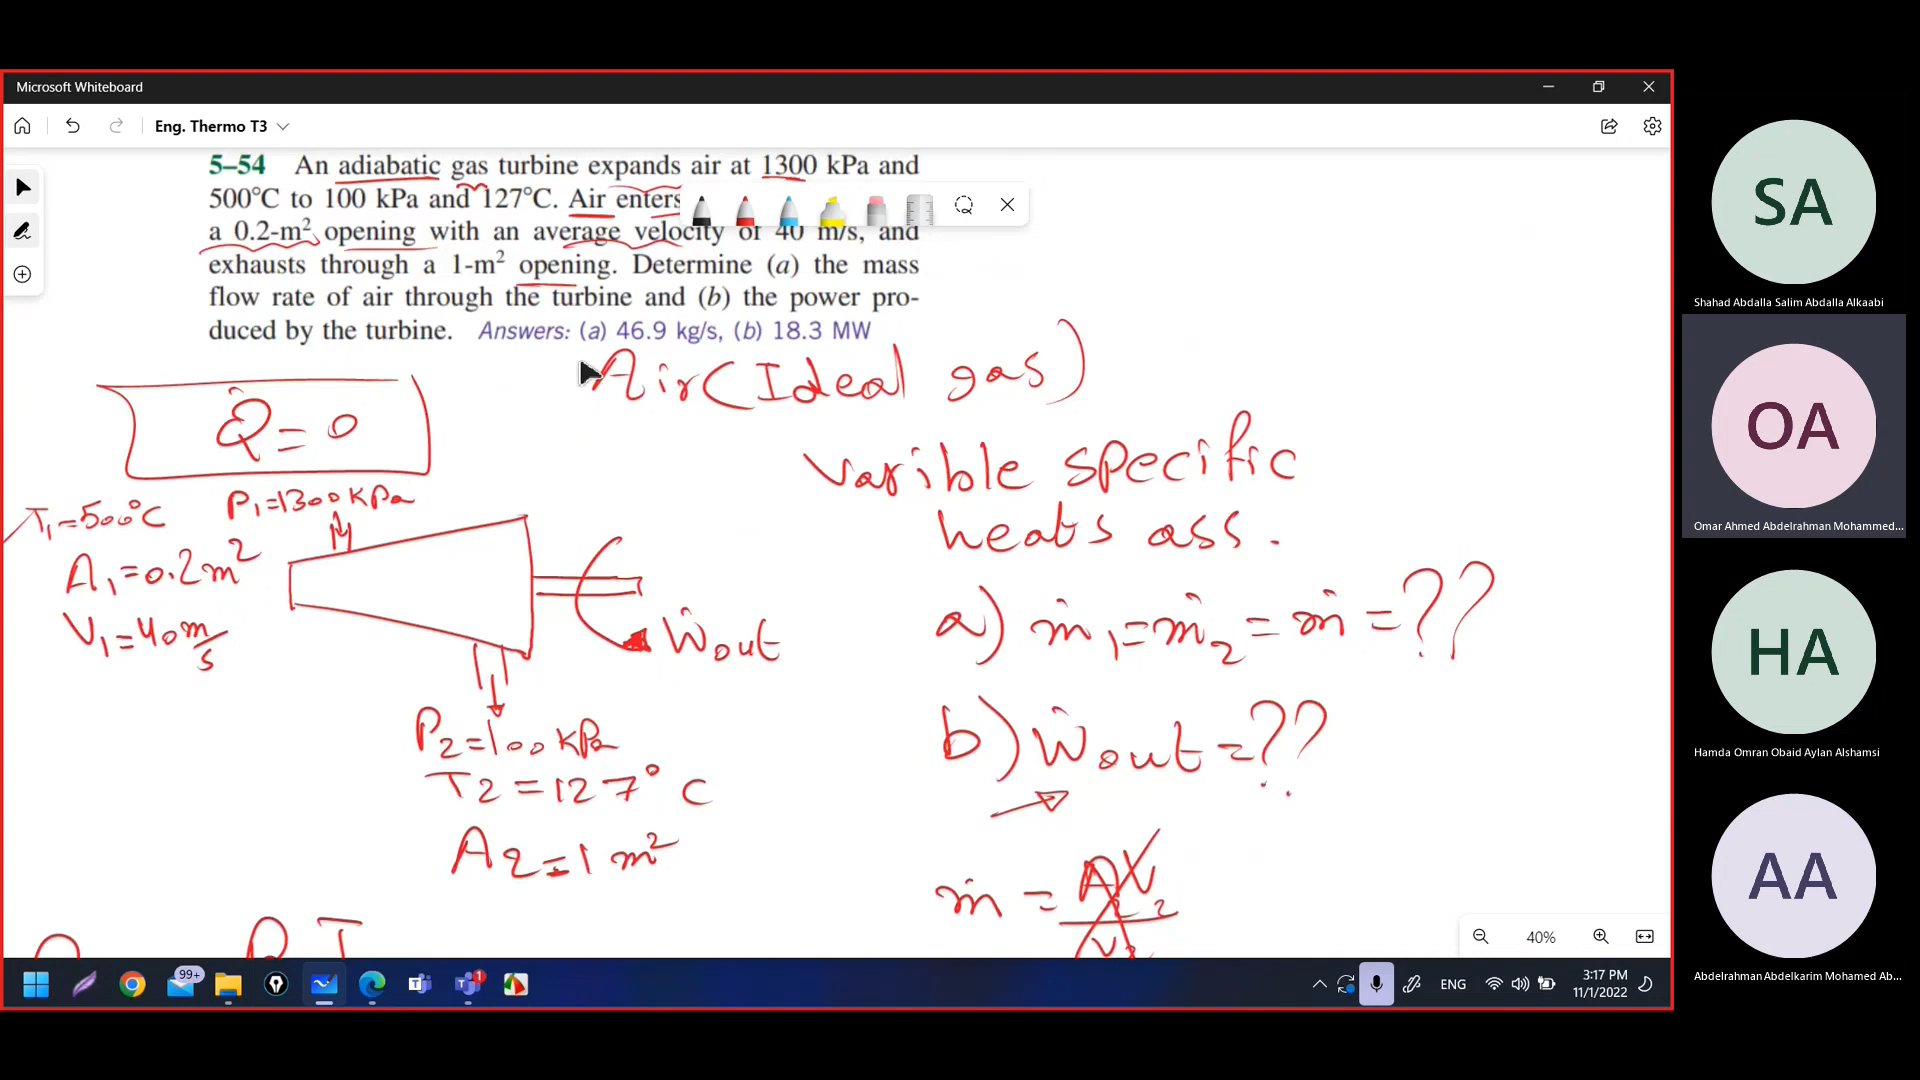 Microsoft Whiteboard
Eng. Thermo T3
5–54 An adiabatic gas turbine expands air at 1300 kPa and
500°C to 100 kPa and 127°C. Air enters
a 0.2-m² opening with an average velocity of 40 m/s, and
exhausts through a 1-m² opening. Determine (a) the mass
flow rate of air through the turbine and (b) the power pro-
duced by the turbine. Answers: (a) 46.9 kg/s, (b) 18.3 MW
Air (Ideal gas)
Q̇ = 0
varible specific
heats ass.
P₁=1300 kPa
T₁=500°C
A₁=0.2m²
V₁=40 m/s
Ẇout
a) ṁ₁=ṁ₂=ṁ=??
b) Ẇout=??
P₂=100 kPa
T₂=127°C
A₂=1 m²
ṁ = A₂V₂
v₂
P T
40%
SA
Shahad Abdalla Salim Abdalla Alkaabi
OA
Omar Ahmed Abdelrahman Mohammed...
HA
Hamda Omran Obaid Aylan Alshamsi
AA
Abdelrahman Abdelkarim Mohamed Ab...
99+
1
ENG
3:17 PM
11/1/2022